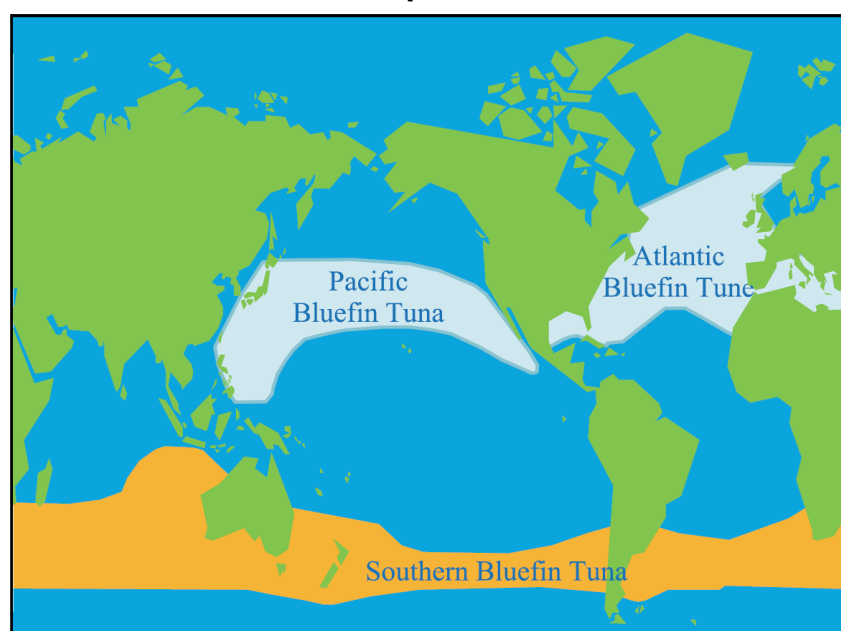 Pacific
Bluefin Tuna
Atlantic
Bluefin Tune
Southern Bluefin Tuna